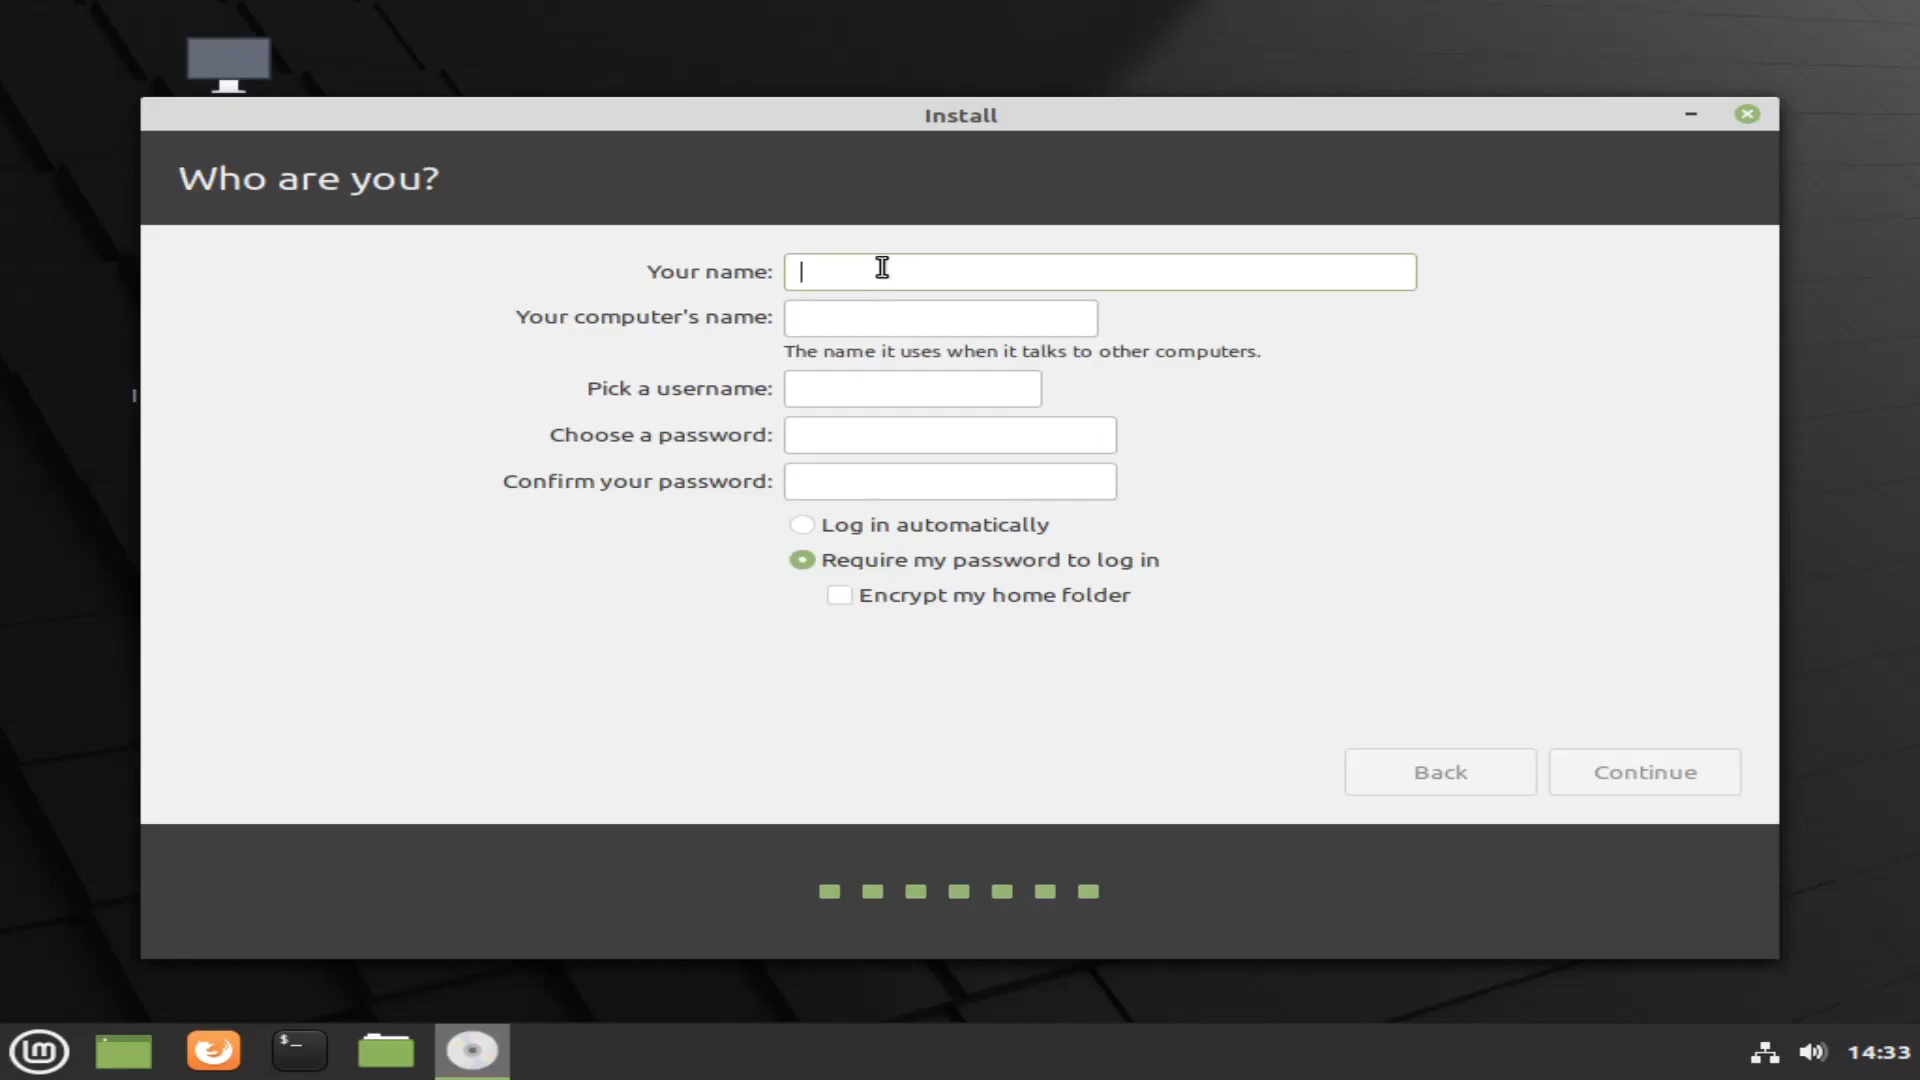 Install
Who are you?
Your name:
Your computer's name:
The name it uses when it talks to other computers.
Pick a username:
Choose a password:
Confirm your password:
Log in automatically
Require my password to log in
Encrypt my home folder
Back
Continue
$_
14:33